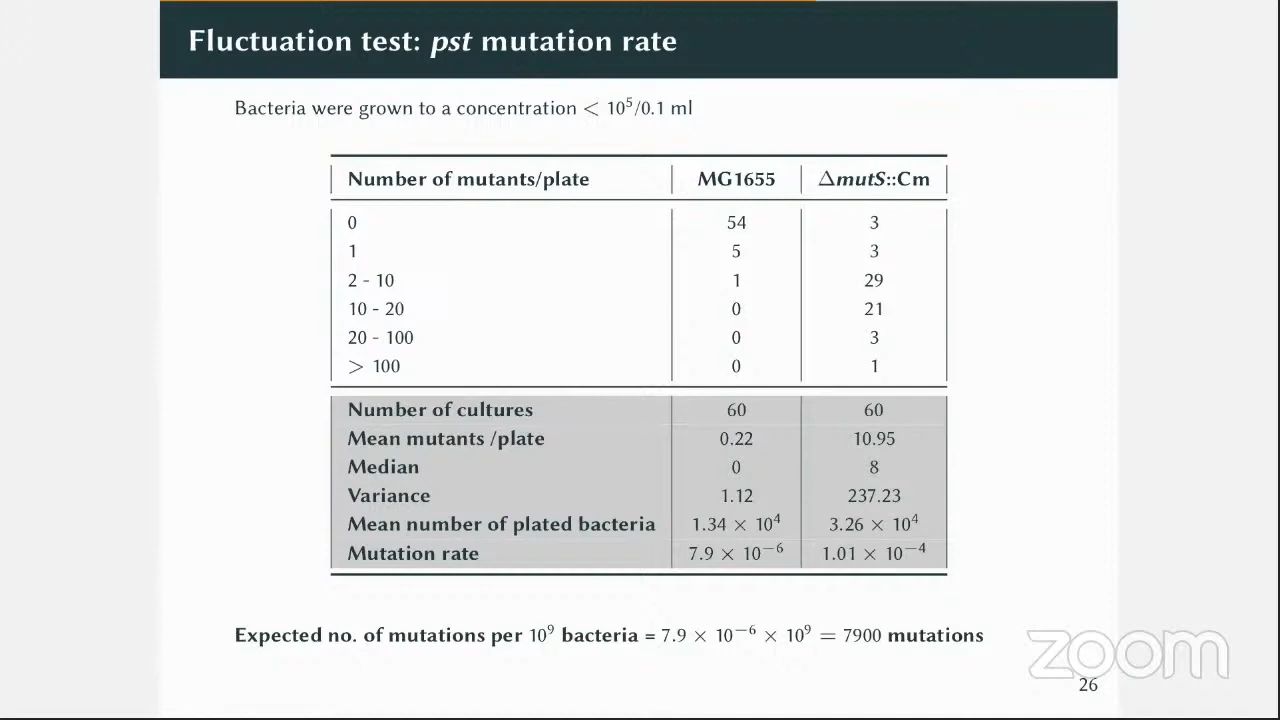 Fluctuation test: pst mutation rate
Bacteria were grown to a concentration < 10⁵/0.1 ml
Number of mutants/plate MG1655 ΔmutS::Cm
0 54 3
1 5 3
2 - 10 1 29
10 - 20 0 21
20 - 100 0 3
> 100 0 1
Number of cultures 60 60
Mean mutants /plate 0.22 10.95
Median 0 8
Variance 1.12 237.23
Mean number of plated bacteria 1.34 × 10⁴ 3.26 × 10⁴
Mutation rate 7.9 × 10⁻⁶ 1.01 × 10⁻⁴
Expected no. of mutations per 10⁹ bacteria = 7.9 × 10⁻⁶ × 10⁹ = 7900 mutations
zoom
26